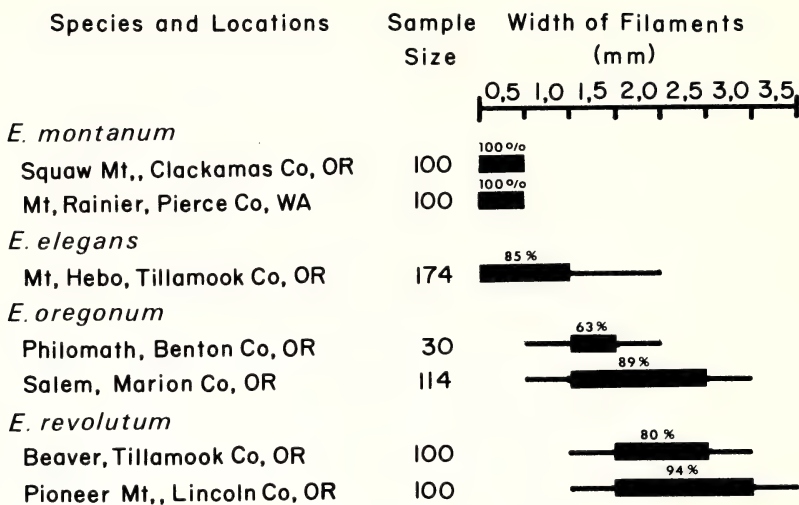 Species and Locations Sample Width of Filaments
Size (mm)
0,5 1,0 1,5 2,0 2,5 3,0 3,5
E. montanum
100%
Squaw Mt,, Clackamas Co, OR 100
100%
Mt, Rainier, Pierce Co, WA 100
E. elegans
85%
Mt, Hebo, Tillamook Co, OR 174
E. oregonum
63%
Philomath, Benton Co, OR 30
89%
Salem, Marion Co, OR 114
E. revolutum
80%
Beaver, Tillamook Co, OR 100
94%
Pioneer Mt,, Lincoln Co, OR 100